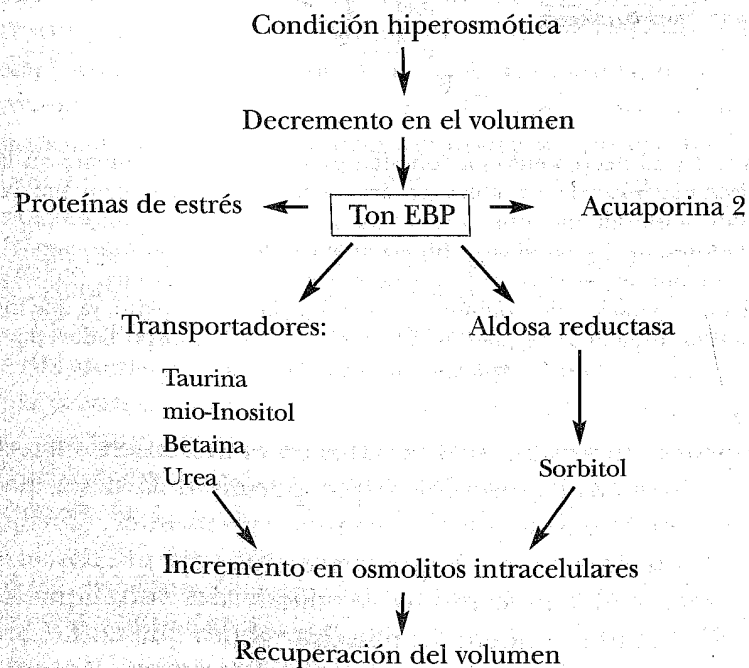 Condición hiperosmótica
Decremento en el volumen
Proteínas de estrés
Ton EBP
Acuaporina 2
Transportadores:
Aldosa reductasa
Taurina
mio-Inositol
Betaina
Urea
Sorbitol
Incremento en osmolitos intracelulares
Recuperación del volumen